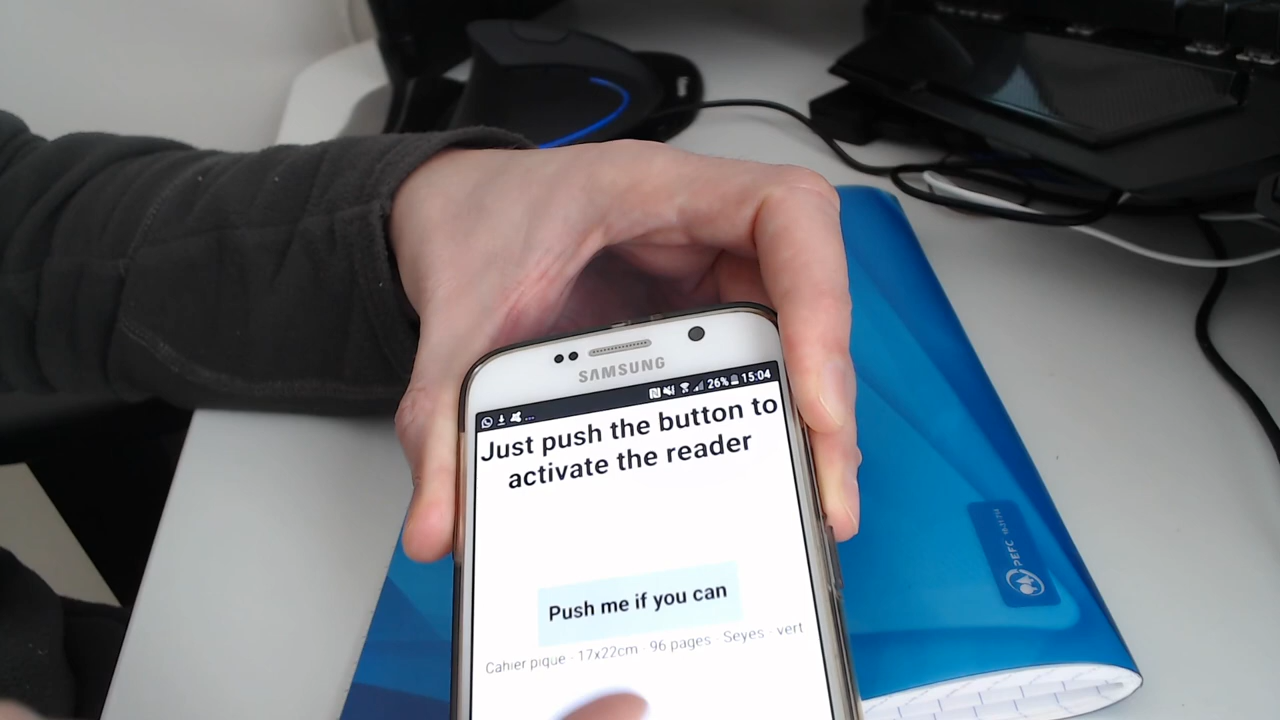 SAMSUNG
26% 15:04
Just push the button to
activate the reader
Push me if you can
Cahier pique - 17x22cm - 96 pages - Seyes - vert
PEFC